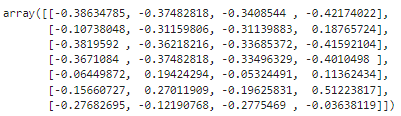 array([[-0.38634785, -0.37482818, -0.3408544 , -0.42174022],
[-0.10738048, -0.31159806, -0.31139883, 0.18765724],
[-0.3819592 , -0.36218216, -0.33685372, -0.41592104],
[-0.3671084 , -0.37482818, -0.33496329, -0.4010498 ],
[-0.06449872, 0.19424294, -0.05324491, 0.11362434],
[-0.15660727, 0.27011909, -0.19625831, 0.51223817],
[-0.27682695, -0.12190768, -0.2775469 , -0.03638119]])